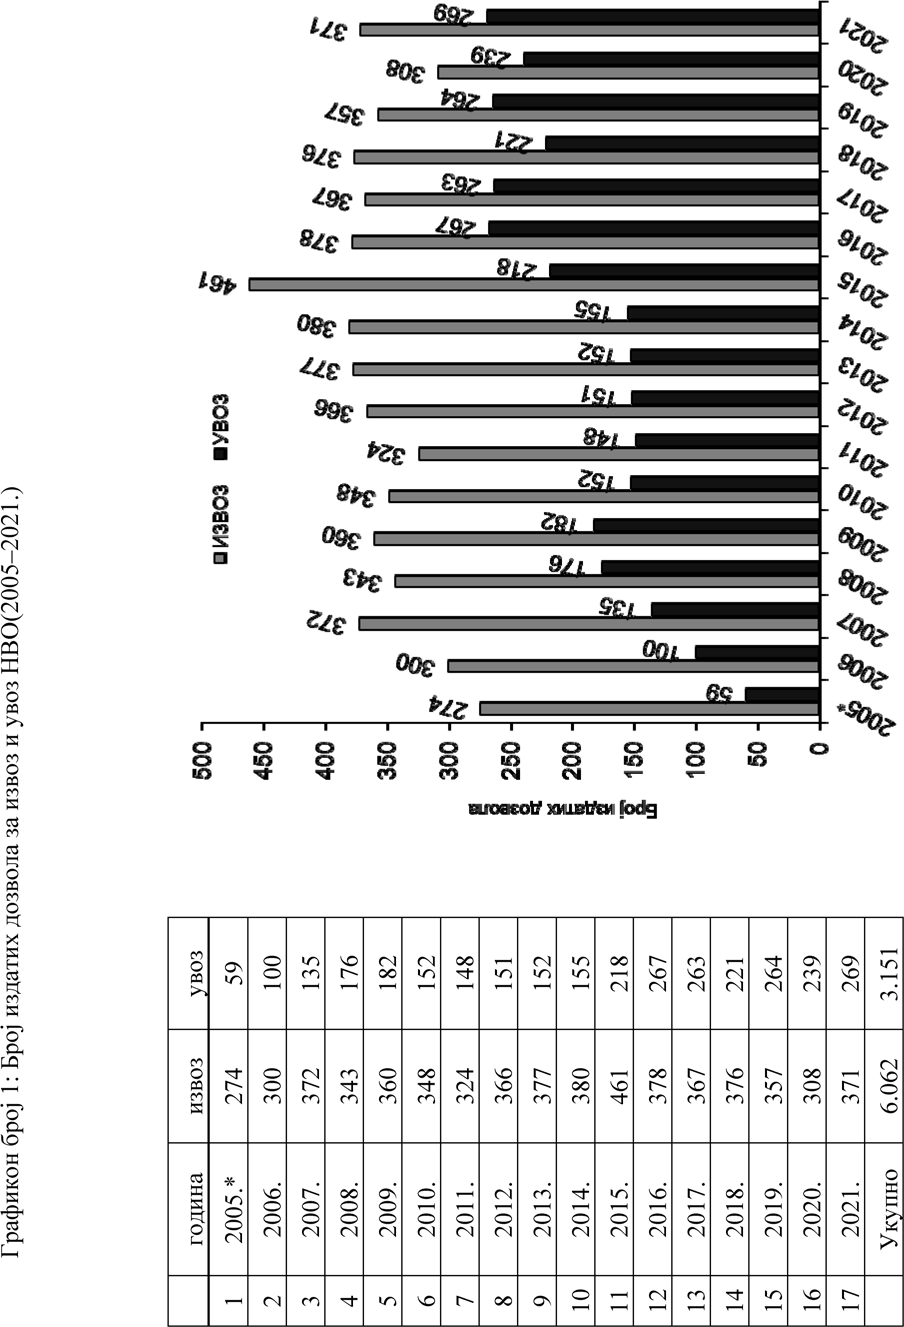 Графикон број 1: Број издатих дозвола за извоз и увоз НВО(2005–2021.)
година извоз увоз
1 2005.* 274 59
2 2006. 300 100
3 2007. 372 135
4 2008. 343 176
5 2009. 360 182
6 2010. 348 152
7 2011. 324 148
8 2012. 366 151
9 2013. 377 152
10 2014. 380 155
11 2015. 461 218
12 2016. 378 267
13 2017. 367 263
14 2018. 376 221
15 2019. 357 264
16 2020. 308 239
17 2021. 371 269
Укупно 6.062 3.151
ИЗВОЗ УВОЗ
Број издатих дозвола
500
450
400
350
300
250
200
150
100
50
0
274 59
300 100
372 135
343 176
360 182
348 152
324 148
366 151
377 152
380 155
461 218
378 267
367 263
376 221
357 264
308 239
371 269
2005* 2006 2007 2008 2009 2010 2011 2012 2013 2014 2015 2016 2017 2018 2019 2020 2021